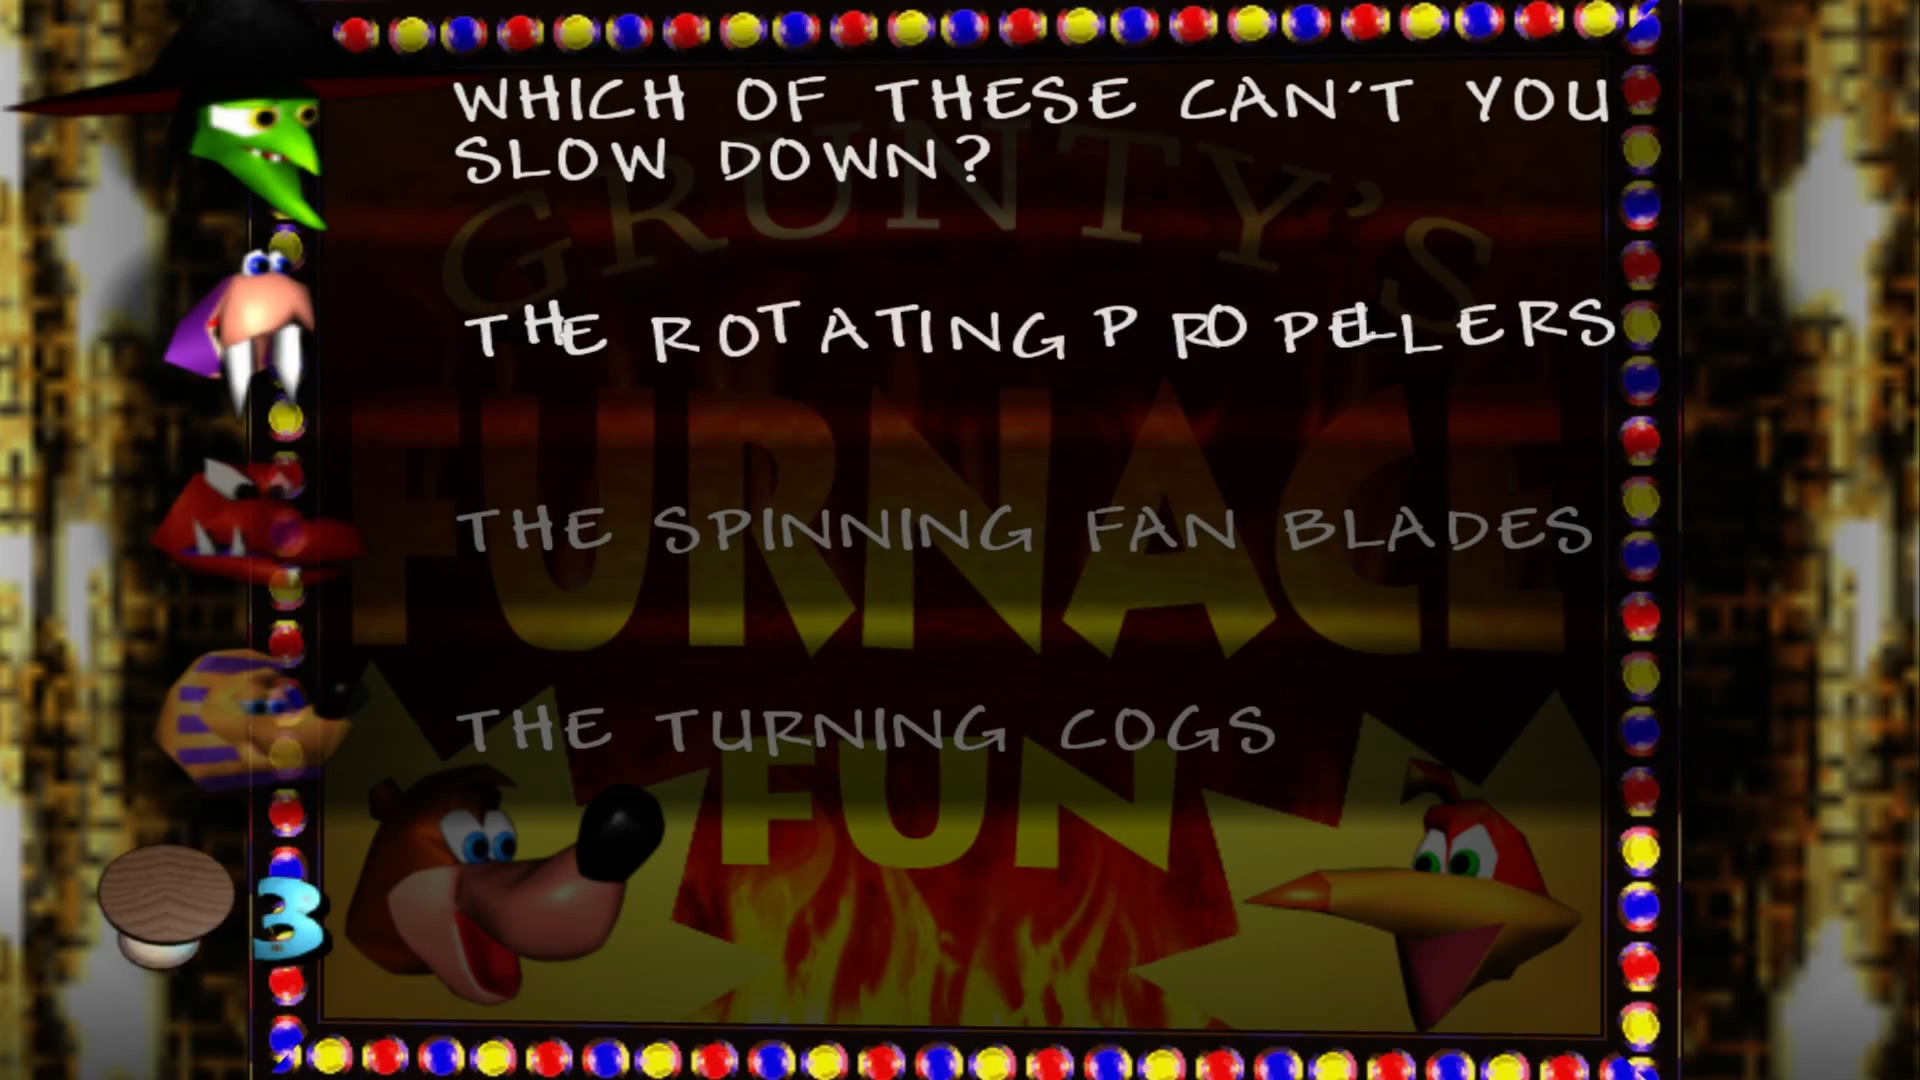 WHICH OF THESE CAN'T YOU
SLOW DOWN?
GRUNTY'S
THE ROTATING PROPELLERS
FURNACE
THE SPINNING FAN BLADES
THE TURNING COGS
FUN
3